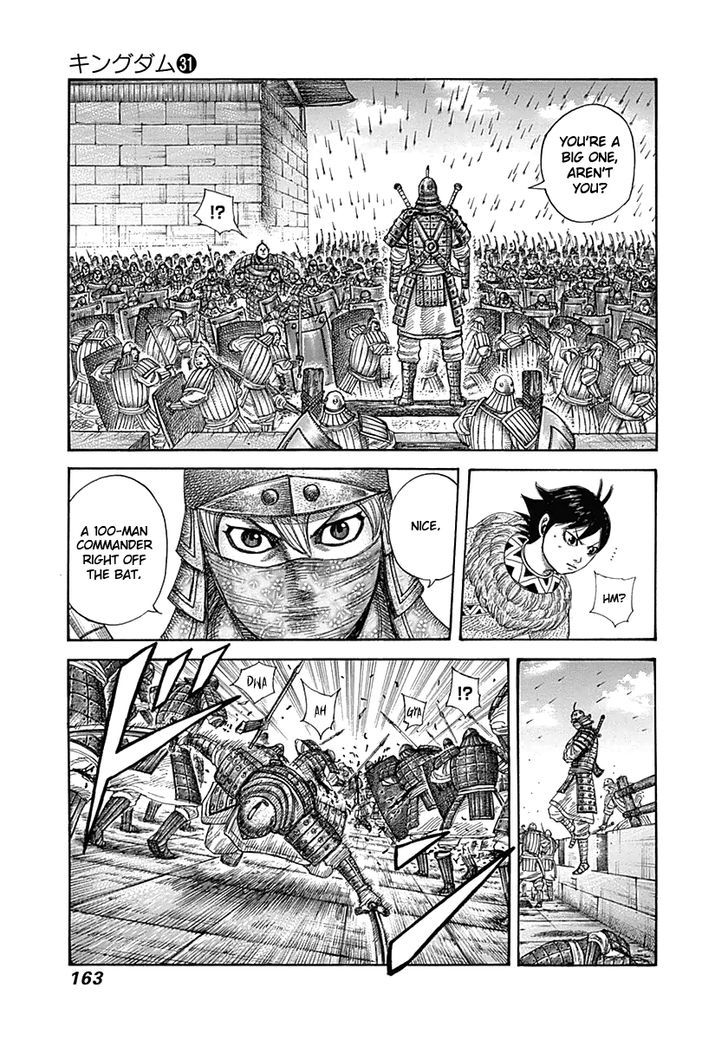 キングダム31
YOU'RE A
BIG ONE,
AREN'T
YOU?
!?
HM?
NICE.
A 100-MAN
COMMANDER
RIGHT OFF
THE BAT.
!?
GYA
AH
DWA
163